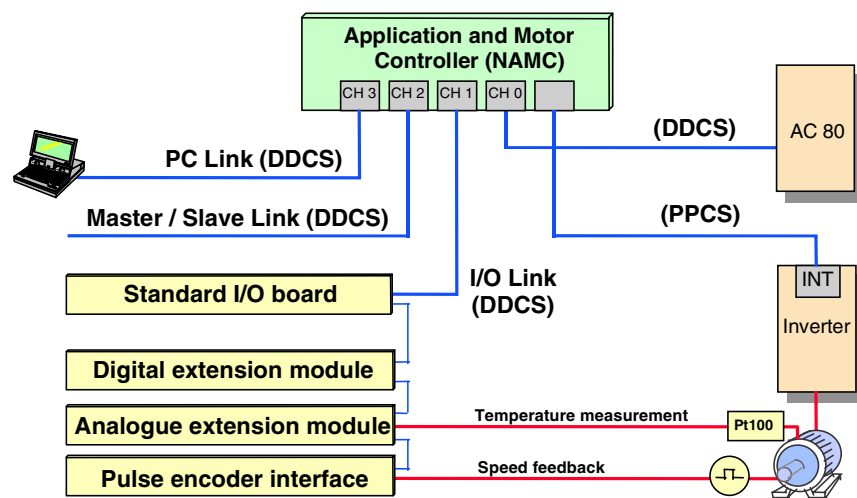 Application and Motor
Controller (NAMC)
CH 3
CH 2
CH 1
CH 0
(DDCS)
AC 80
PC Link (DDCS)
Master / Slave Link (DDCS)
(PPCS)
I/O Link
(DDCS)
INT
Inverter
Standard I/O board
Digital extension module
Analogue extension module
Temperature measurement
Pt100
Pulse encoder interface
Speed feedback